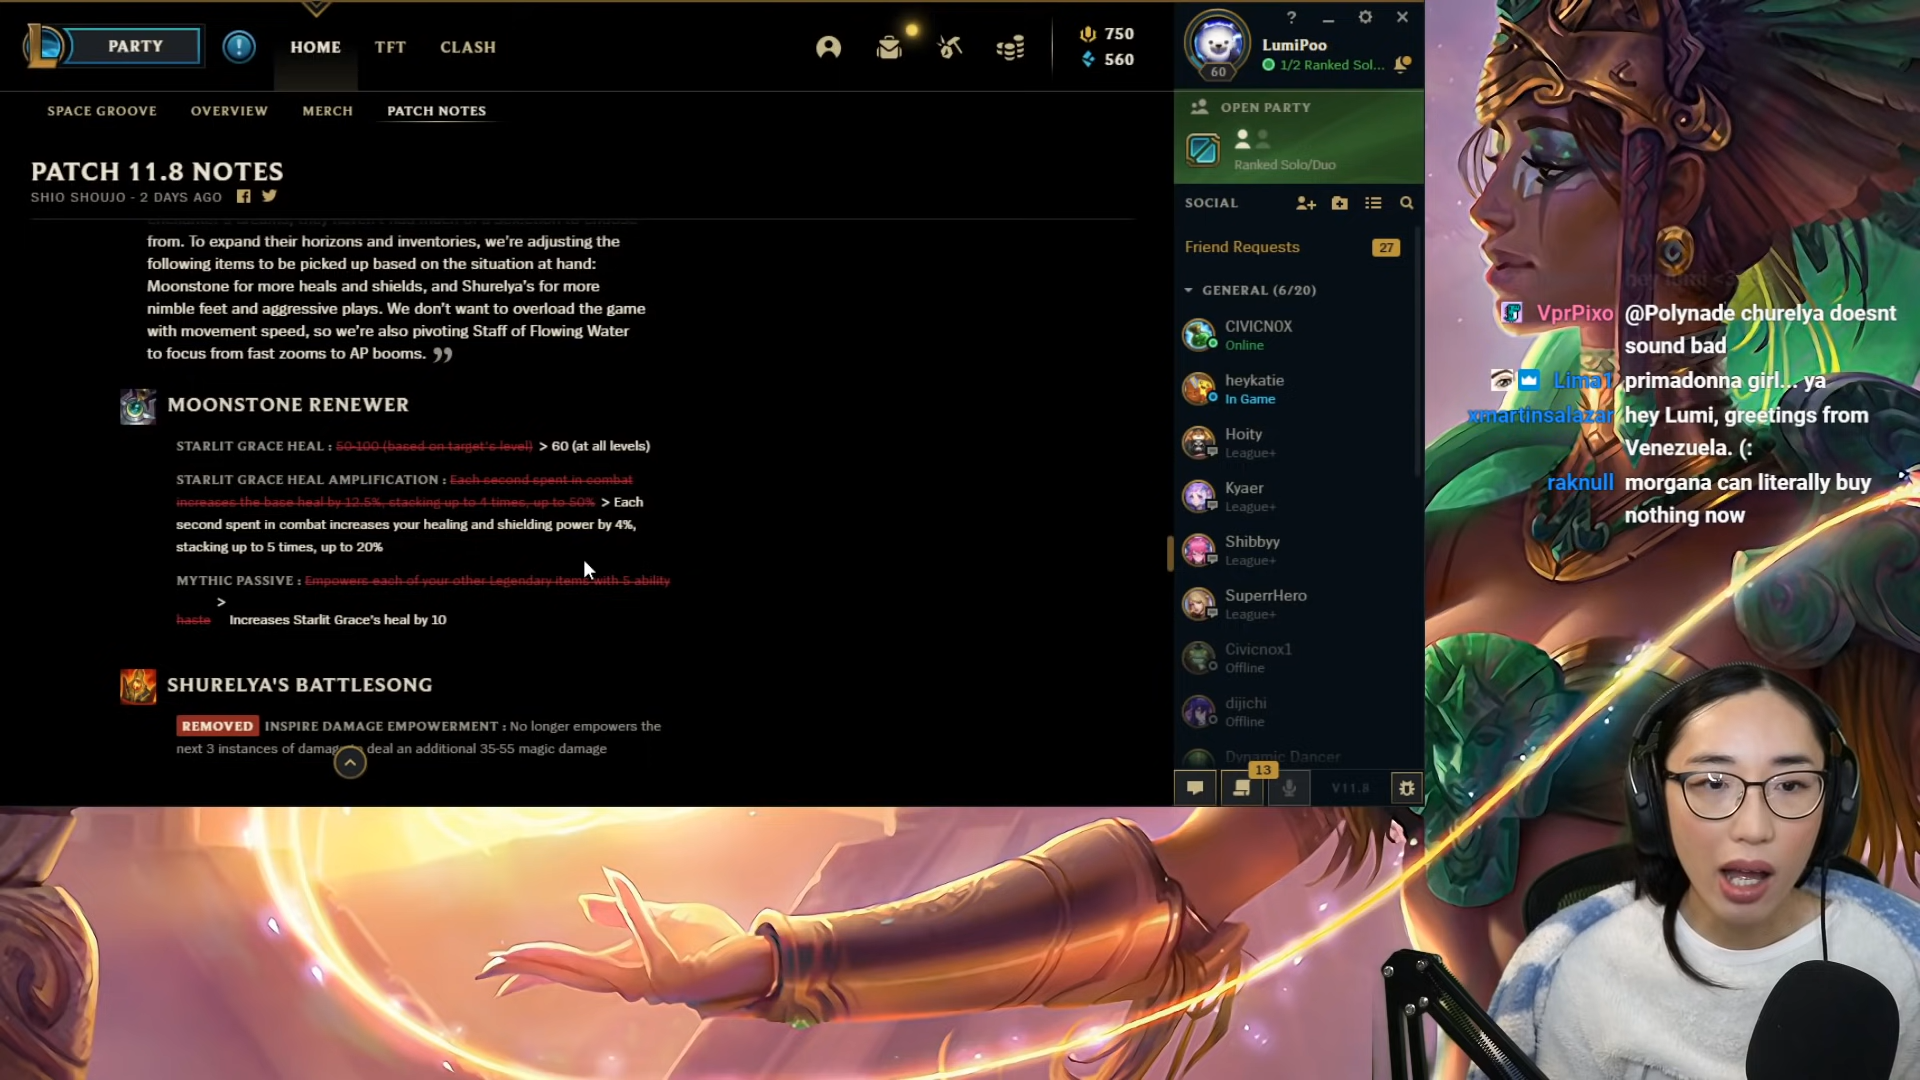 PARTY
HOME
TFT
CLASH
750
560
?
LumiPoo
60
1/2 Ranked Sol...
SPACE GROOVE
OVERVIEW
MERCH
PATCH NOTES
OPEN PARTY
Ranked Solo/Duo
PATCH 11.8 NOTES
SHIO SHOUJO - 2 DAYS AGO
from. To expand their horizons and inventories, we're adjusting the
following items to be picked up based on the situation at hand:
Moonstone for more heals and shields, and Shurelya's for more
nimble feet and aggressive plays. We don't want to overload the game
with movement speed, so we're also pivoting Staff of Flowing Water
to focus from fast zooms to AP booms.
MOONSTONE RENEWER
STARLIT GRACE HEAL : 50-100 (based on target's level) > 60 (at all levels)
STARLIT GRACE HEAL AMPLIFICATION : Each second spent in combat
increases the base heal by 12.5%, stacking up to 4 times, up to 50% > Each
second spent in combat increases your healing and shielding power by 4%,
stacking up to 5 times, up to 20%
MYTHIC PASSIVE : Empowers each of your other Legendary items with 5 ability
>
haste Increases Starlit Grace's heal by 10
SHURELYA'S BATTLESONG
REMOVED INSPIRE DAMAGE EMPOWERMENT : No longer empowers the
next 3 instances of damage to deal an additional 35-55 magic damage
SOCIAL
Friend Requests
27
GENERAL (6/20)
CIVICNOX
Online
heykatie
In Game
Hoity
League+
Kyaer
League+
Shibbyy
League+
SuperrHero
League+
Civicnox1
Offline
dijichi
Offline
Dynamic Dancer
13
V11.8
VprPixo @Polynade churelya doesnt
sound bad
Lima1 primadonna girl... ya
xmartinsalazar hey Lumi, greetings from
Venezuela. (:
raknull morgana can literally buy
nothing now